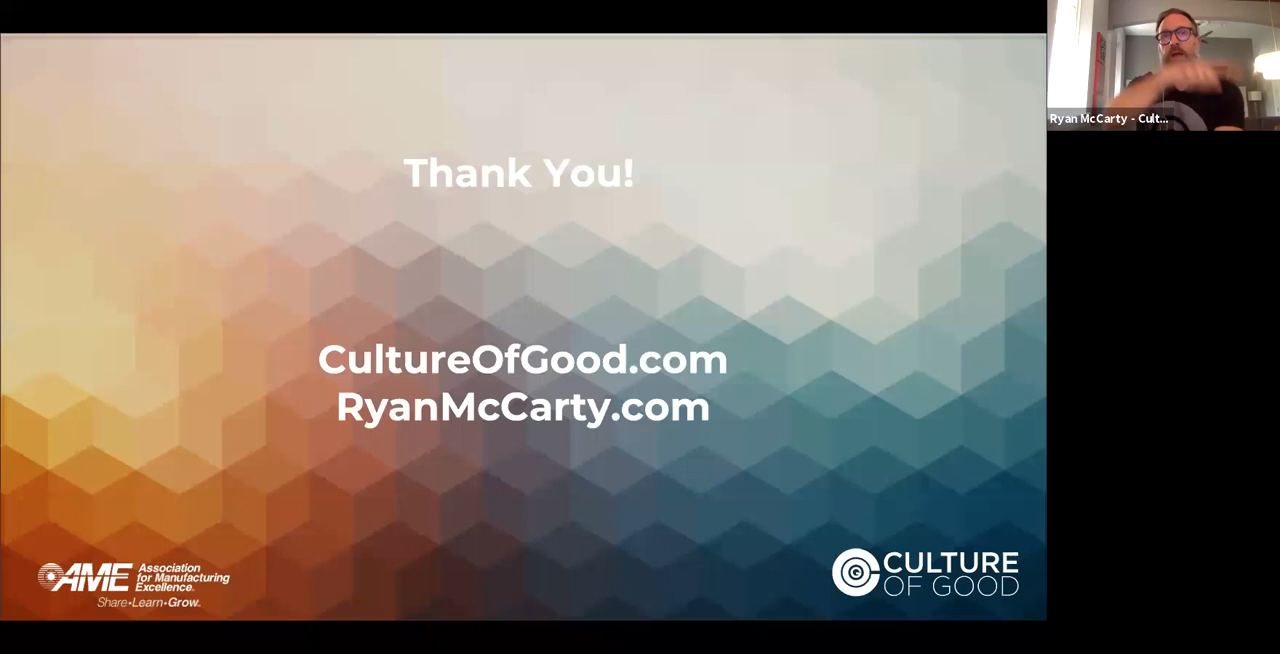 Thank You!
CultureOfGood.com
RyanMcCarty.com
AME
Association
for Manufacturing
Excellence.
Share•Learn•Grow.
CULTURE
OF GOOD
Ryan McCarty - Cult...